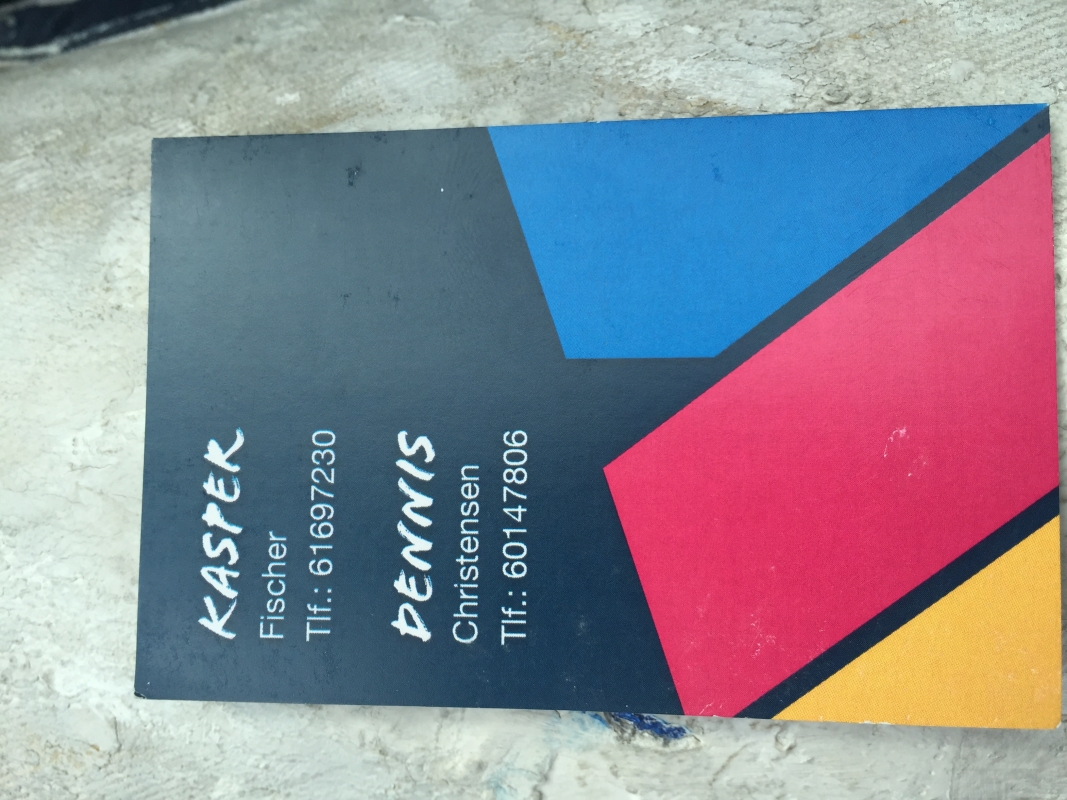 KASPER
Fischer
Tlf.: 61697230
DENNIS
Christensen
Tlf.: 60147806